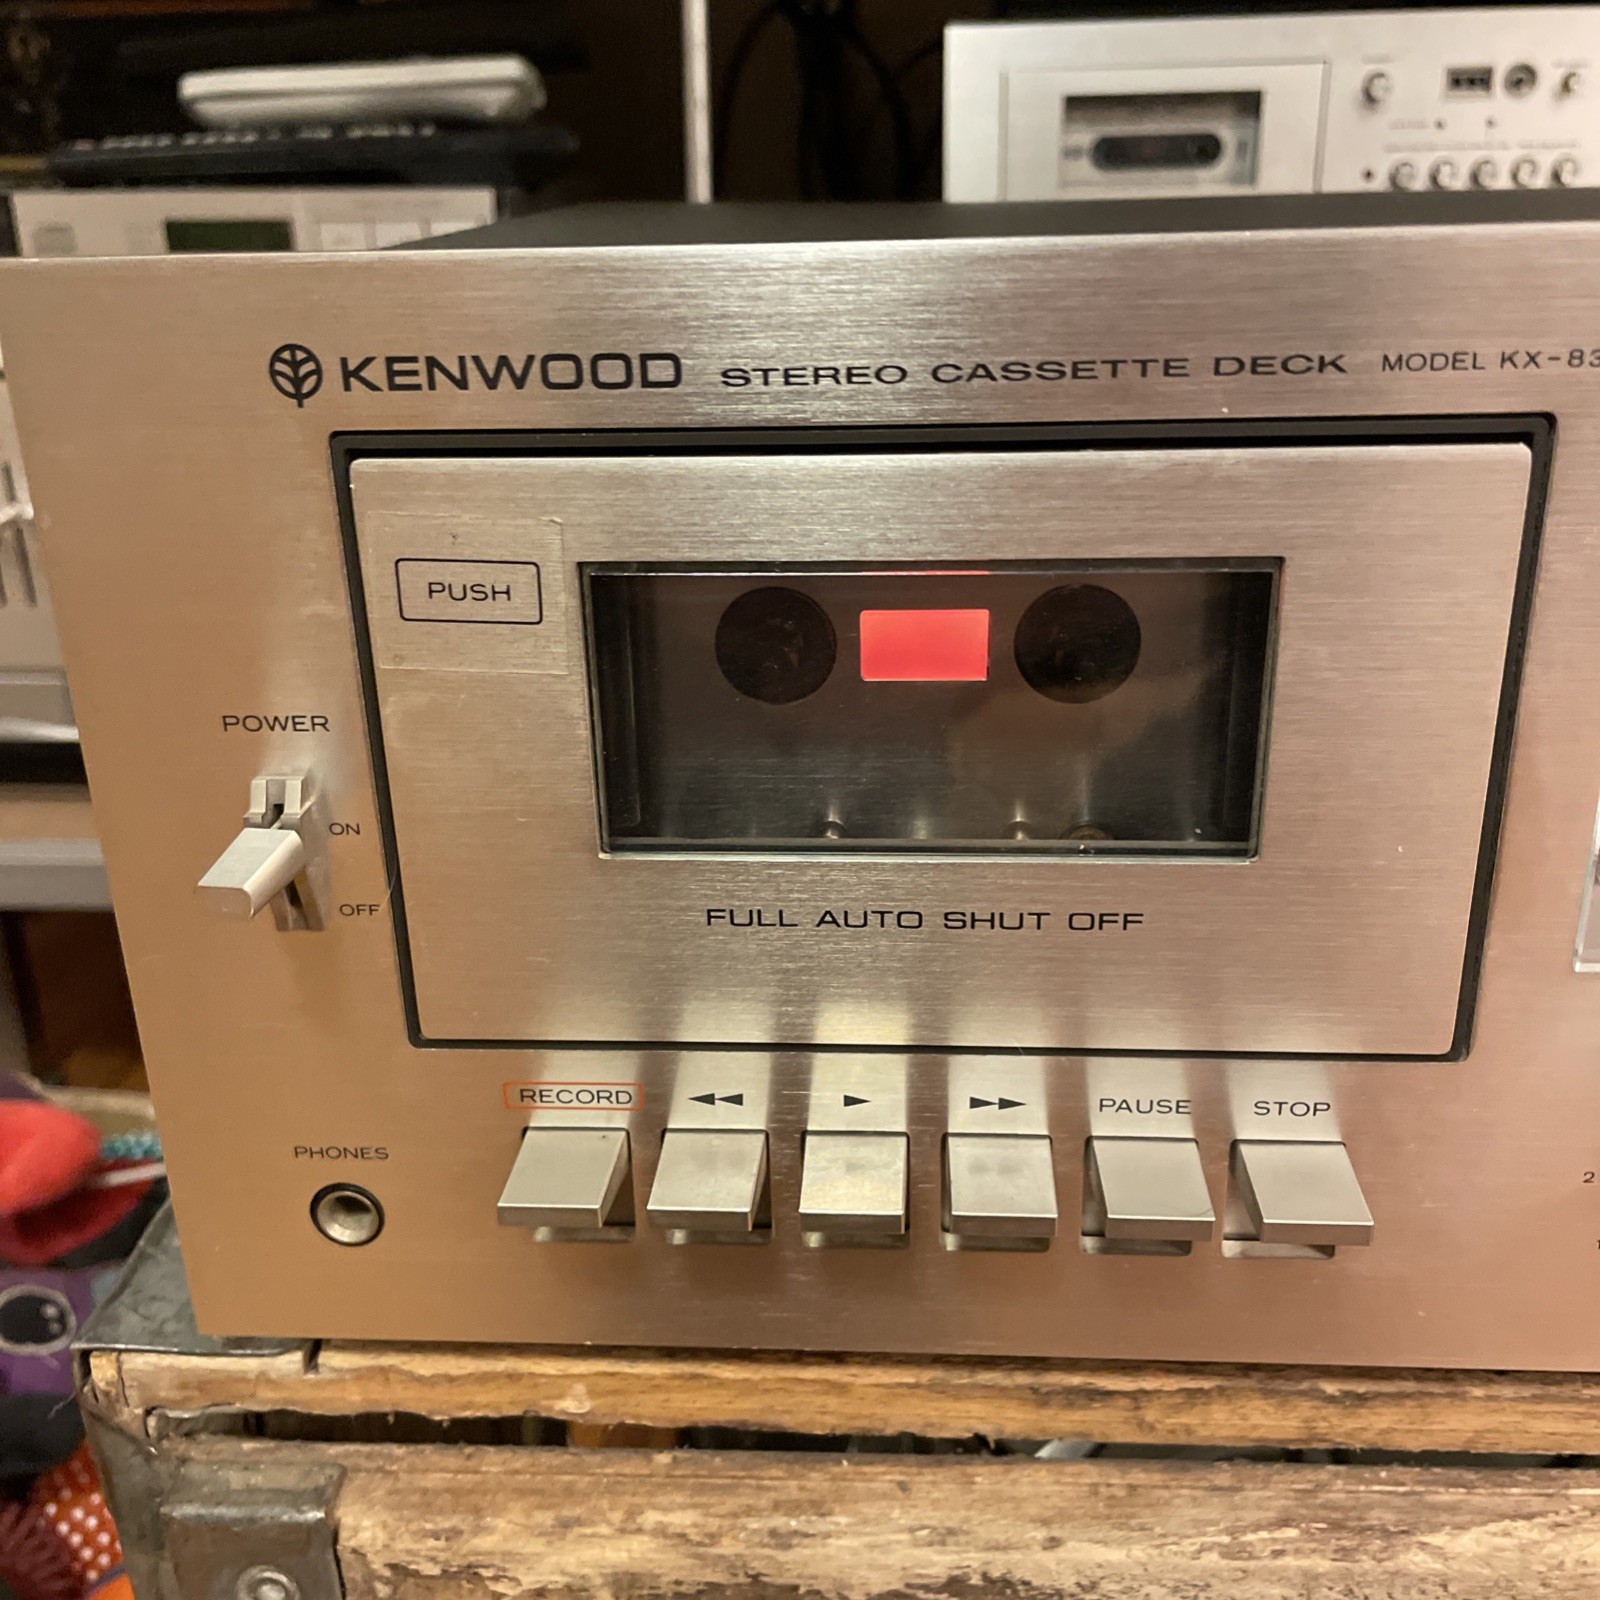 KENWOOD STEREO CASSETTE DECK MODEL KX-83
PUSH
POWER
ON
OFF
FULL AUTO SHUT OFF
RECORD ◀◀ ▶ ▶▶ PAUSE STOP
PHONES
2